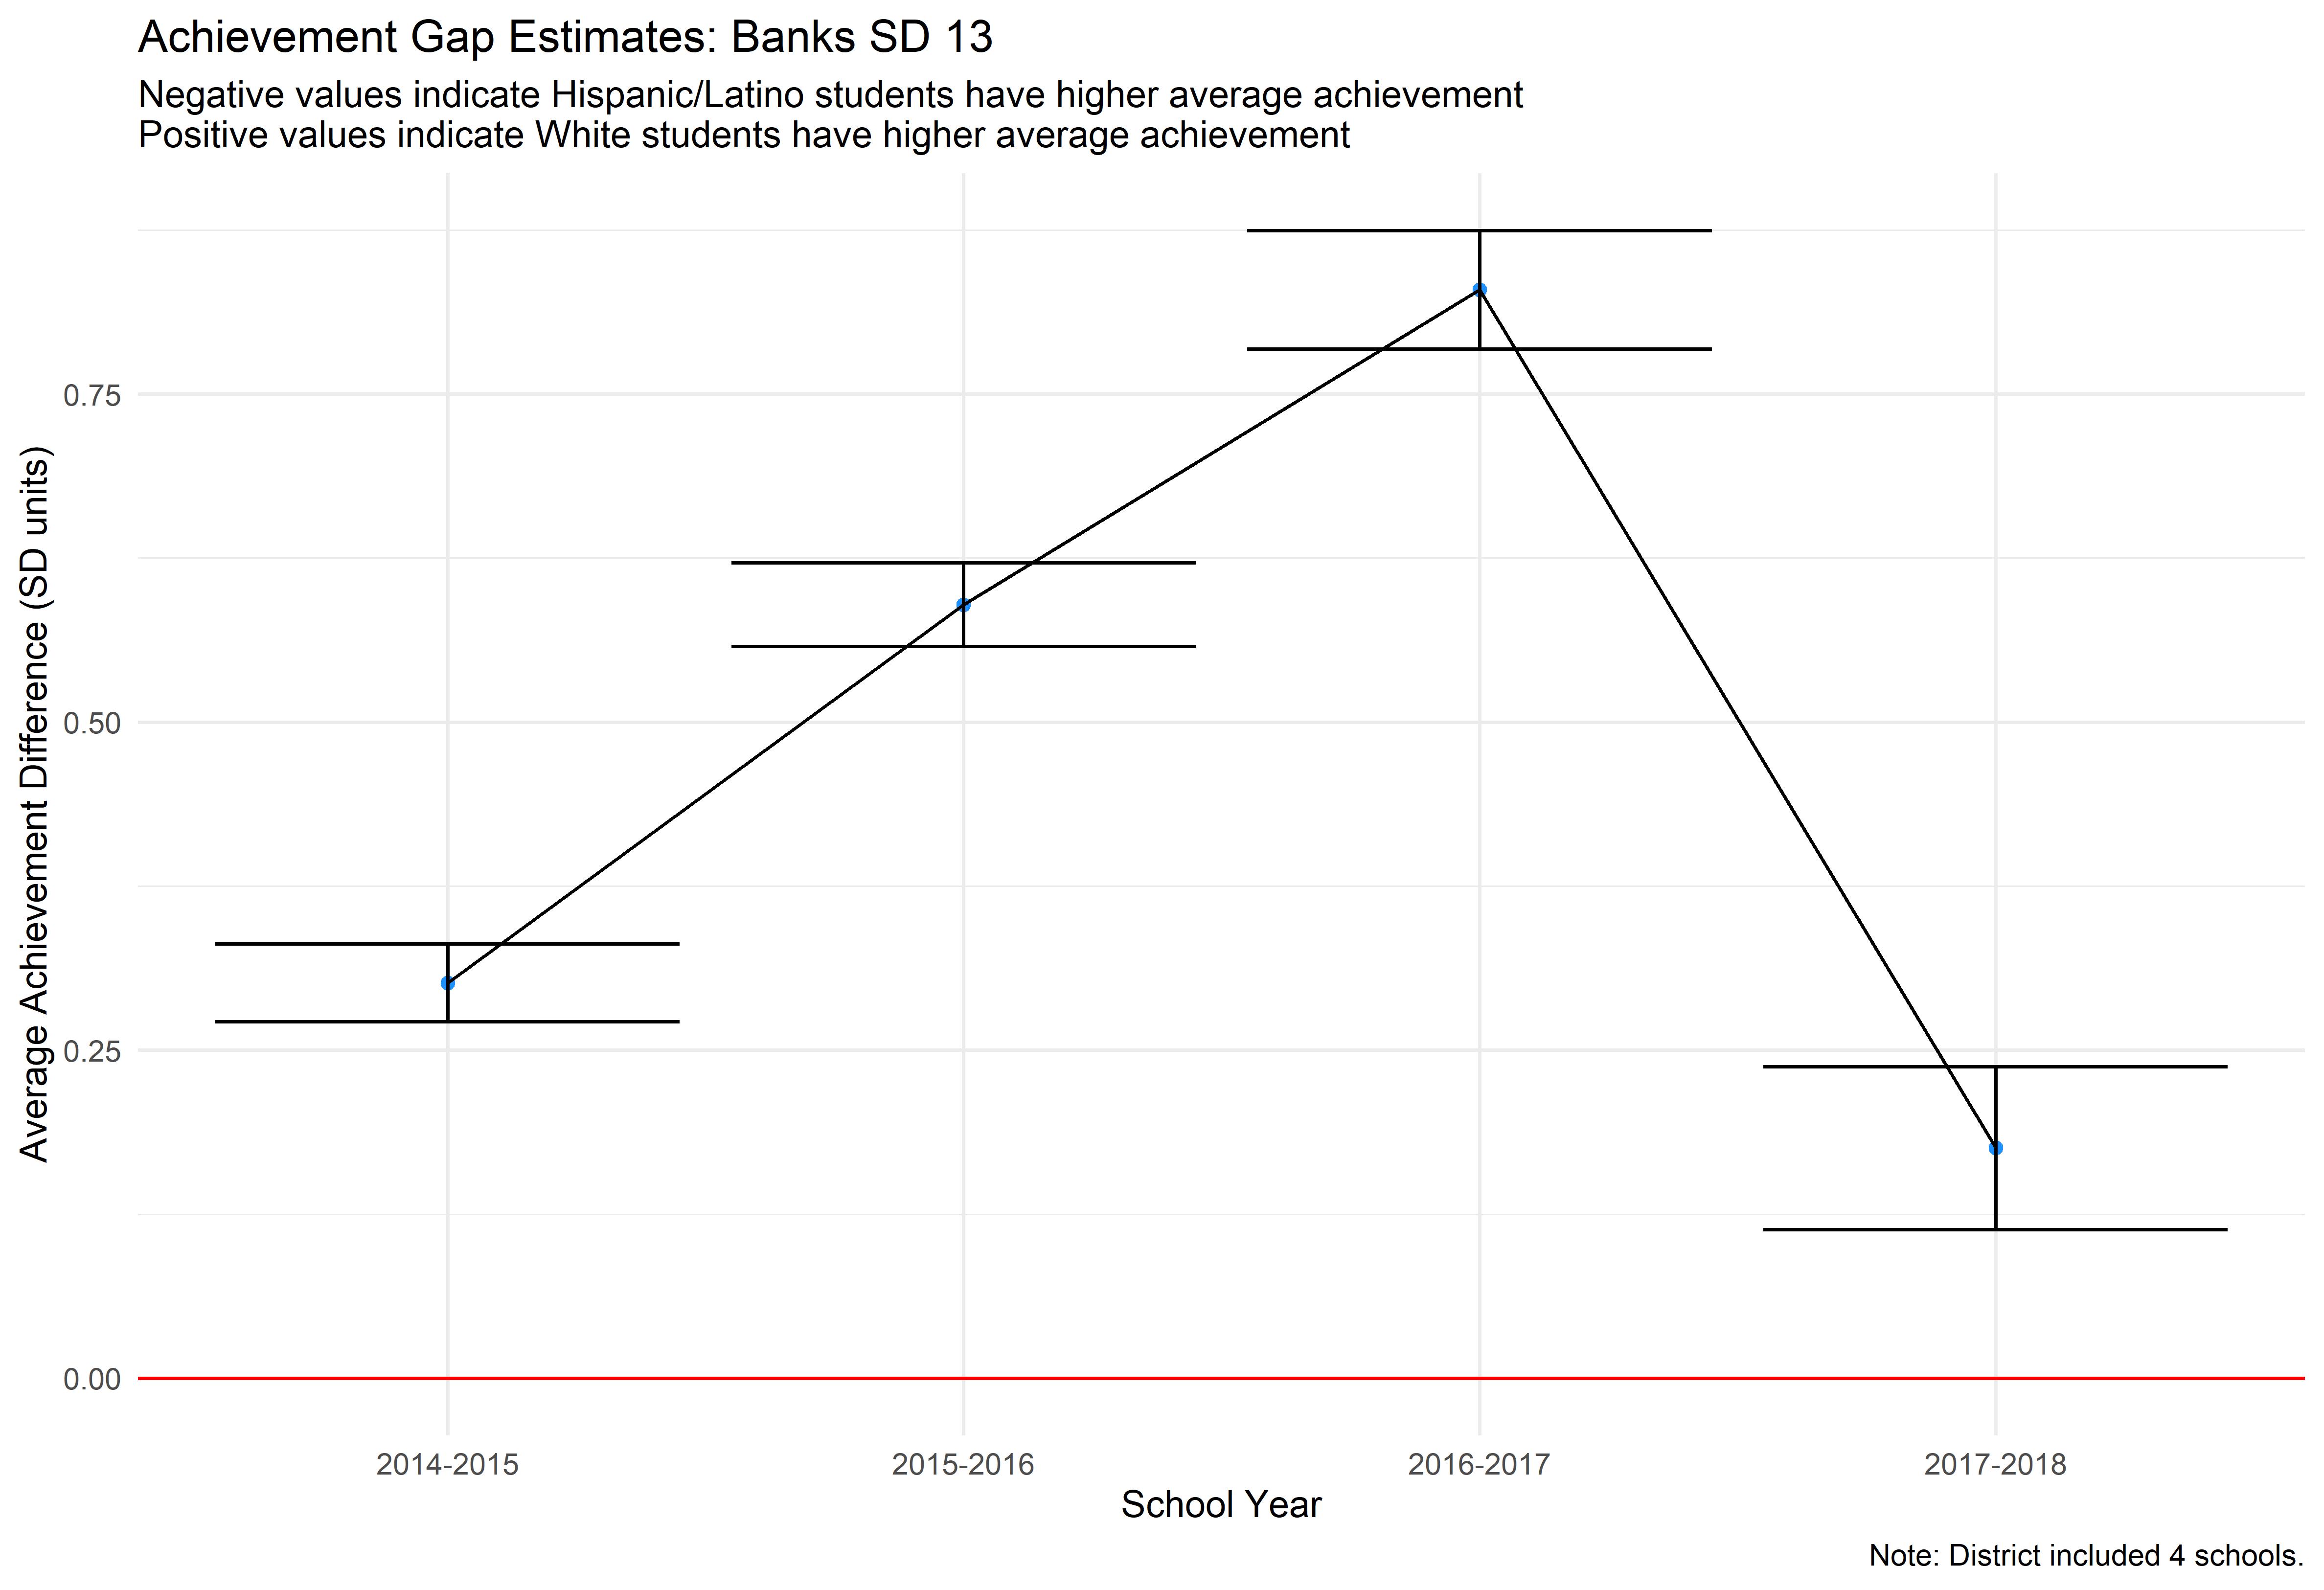 Achievement Gap Estimates: Banks SD 13
Negative values indicate Hispanic/Latino students have higher average achievement
Positive values indicate White students have higher average achievement
Average Achievement Difference (SD units)
0.75
0.50
0.25
0.00
2014-2015
2015-2016
2016-2017
2017-2018
School Year
Note: District included 4 schools.